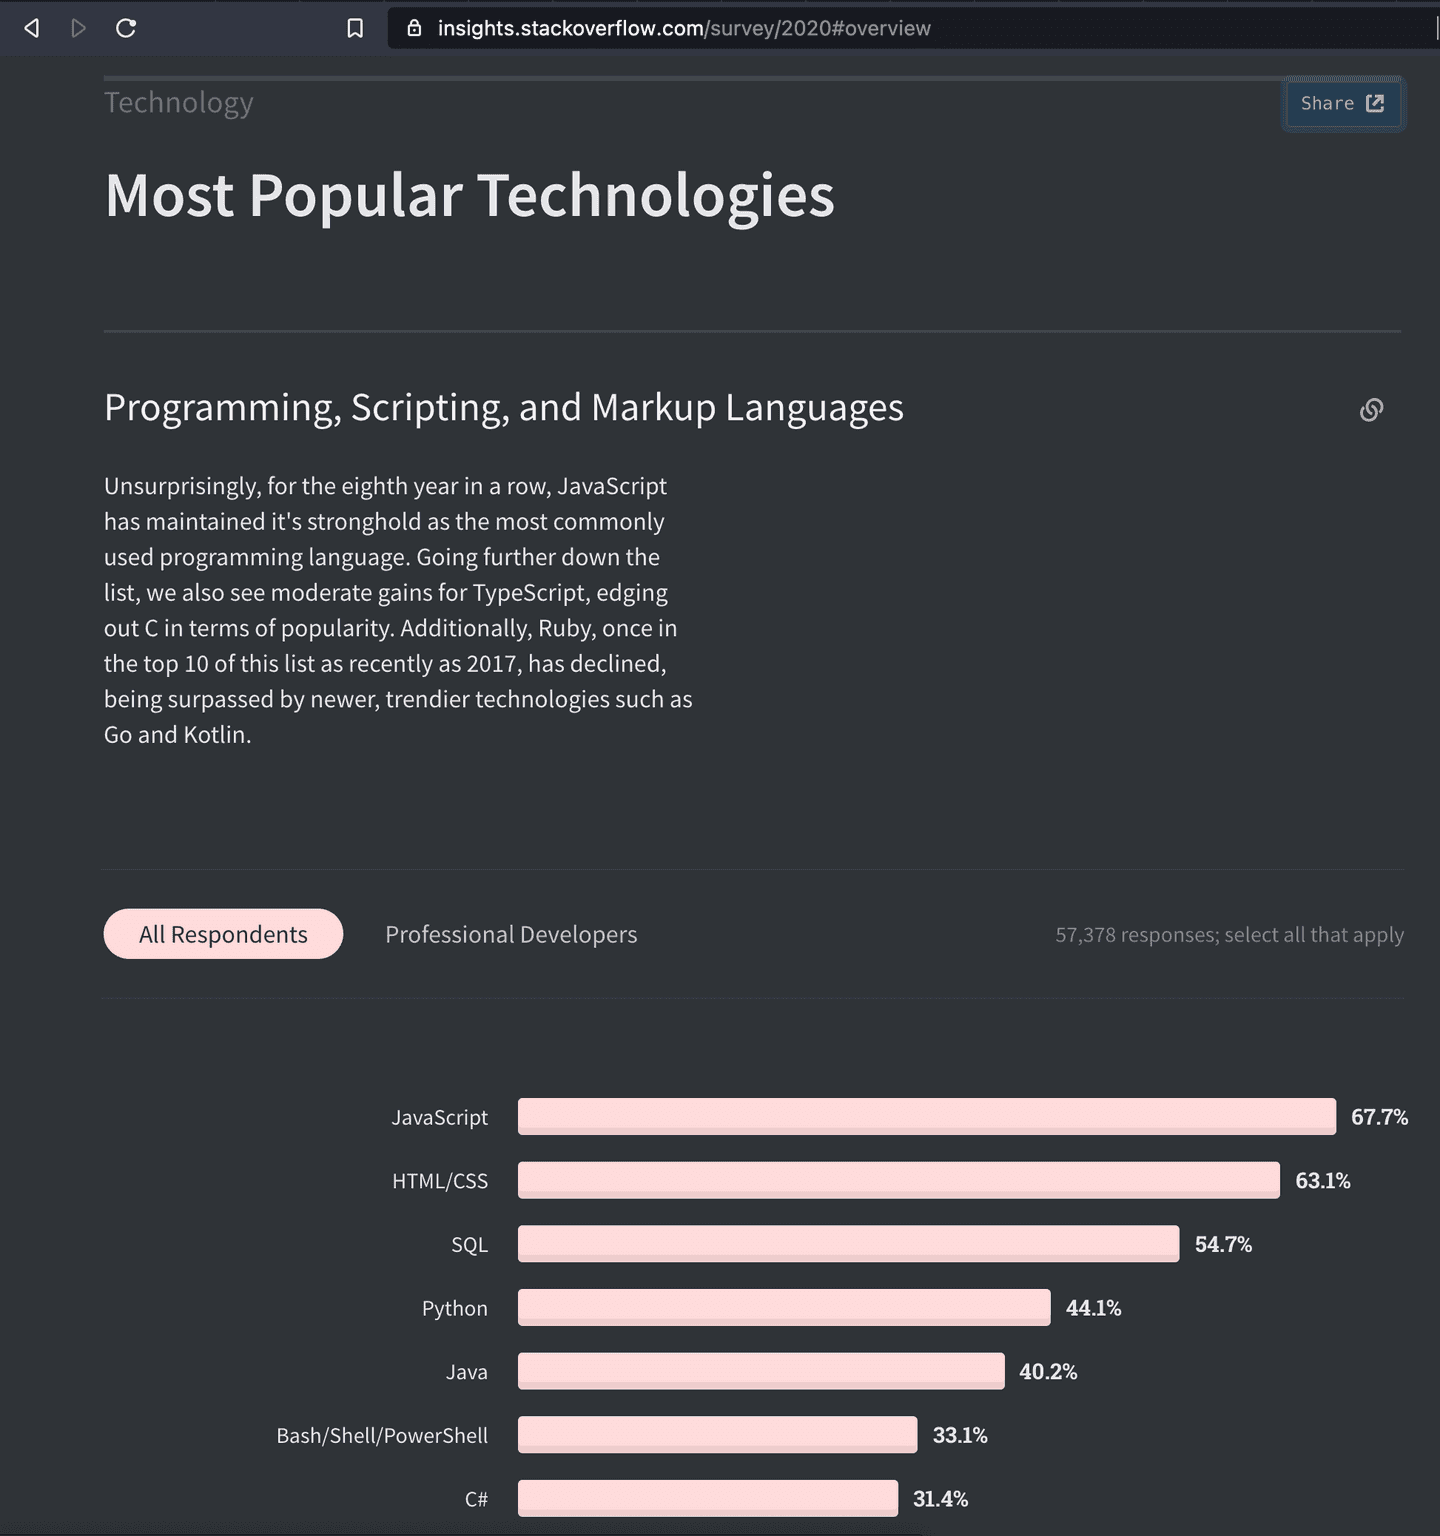 insights.stackoverflow.com/survey/2020#overview
Technology
Share
Most Popular Technologies
Programming, Scripting, and Markup Languages
Unsurprisingly, for the eighth year in a row, JavaScript
has maintained it's stronghold as the most commonly
used programming language. Going further down the
list, we also see moderate gains for TypeScript, edging
out C in terms of popularity. Additionally, Ruby, once in
the top 10 of this list as recently as 2017, has declined,
being surpassed by newer, trendier technologies such as
Go and Kotlin.
All Respondents
Professional Developers
57,378 responses; select all that apply
JavaScript 67.7%
HTML/CSS 63.1%
SQL 54.7%
Python 44.1%
Java 40.2%
Bash/Shell/PowerShell 33.1%
C# 31.4%